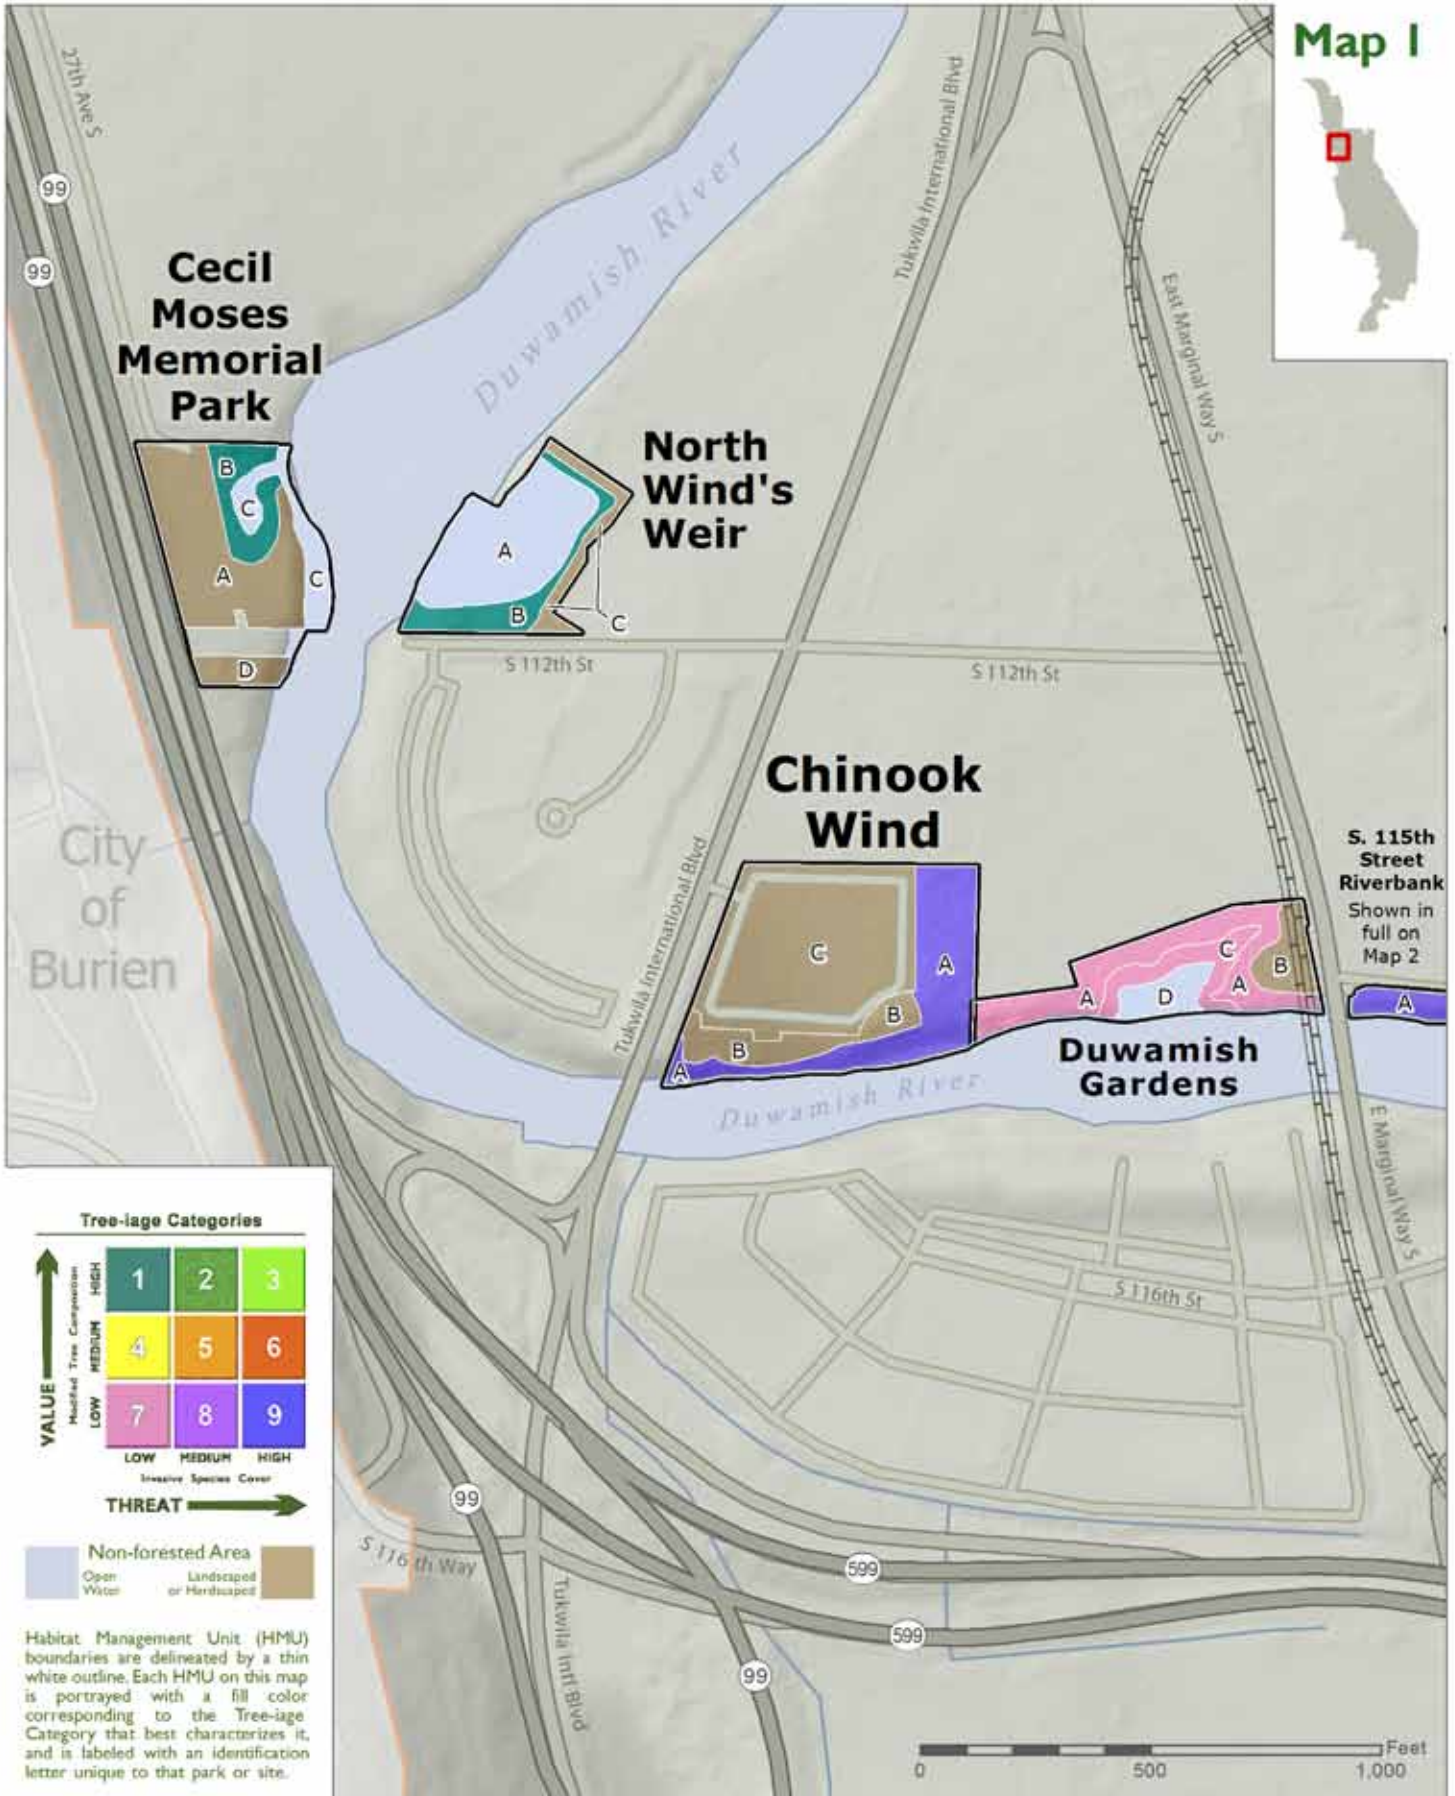 Map 1
27th Ave S
99
99
Duwamish River
Tukwila International Blvd
East Marginal Way S
Cecil
Moses
Memorial
Park
B
C
A
C
D
North
Wind's
Weir
A
B
C
S 112th St
S 112th St
Chinook
Wind
Tukwila International Blvd
C
A
B
B
A
City
of
Burien
S. 115th
Street
Riverbank
Shown in
full on
Map 2
A
C
B
A
A
D
Duwamish
Gardens
Duwamish River
E Marginal Way S
S 116th St
Tree-iage Categories
VALUE
Modified Tree Composition
HIGH
MEDIUM
LOW
1 2 3
4 5 6
7 8 9
LOW MEDIUM HIGH
Invasive Species Cover
THREAT
Non-forested Area
Open
Water
Landscaped
or Hardscaped
Habitat Management Unit (HMU)
boundaries are delineated by a thin
white outline. Each HMU on this map
is portrayed with a fill color
corresponding to the Tree-iage
Category that best characterizes it,
and is labeled with an identification
letter unique to that park or site.
99
S 116th Way
Tukwila Intl Blvd
599
599
99
Feet
0 500 1,000